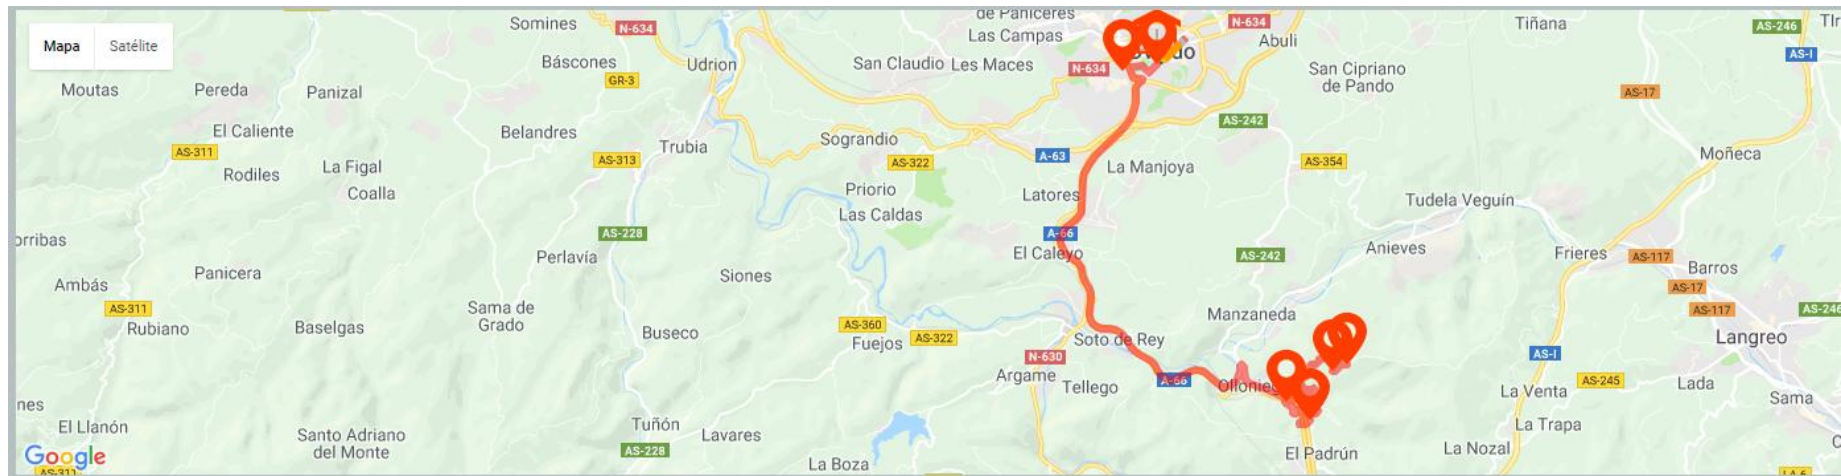 Mapa
Satélite
Somines
N-634
de Paniceres
Las Campas
N-634
Abuli
Tiñana
AS-246
AS-I
Báscones
GR-3
Udrion
San Claudio
Les Maces
N-634
San Cipriano
de Pando
Moutas
Pereda
Panizal
AS-17
El Caliente
Belandres
AS-242
AS-311
La Figal
AS-313
Trubia
Sograndio
AS-322
A-63
La Manjoya
AS-354
Moñeca
Rodiles
Coalla
Priorio
Latores
Tudela Veguín
Las Caldas
orribas
AS-228
A-66
El Caleyo
Anieves
Frieres
AS-117
Barros
Perlavía
AS-242
Ambás
Panicera
Siones
AS-17
AS-311
Sama de
Grado
Manzaneda
AS-117
AS-246
Rubiano
Baselgas
Buseco
AS-360
Fuejos
AS-322
Soto de Rey
Langreo
N-630
AS-I
Argame
Tellego
A-66
La Venta
AS-245
Lada
Sama
nes
El Llanón
Santo Adriano
del Monte
Tuñón
Lavares
La Trapa
AS-228
La Boza
El Padrún
La Nozal
Google
AS-311